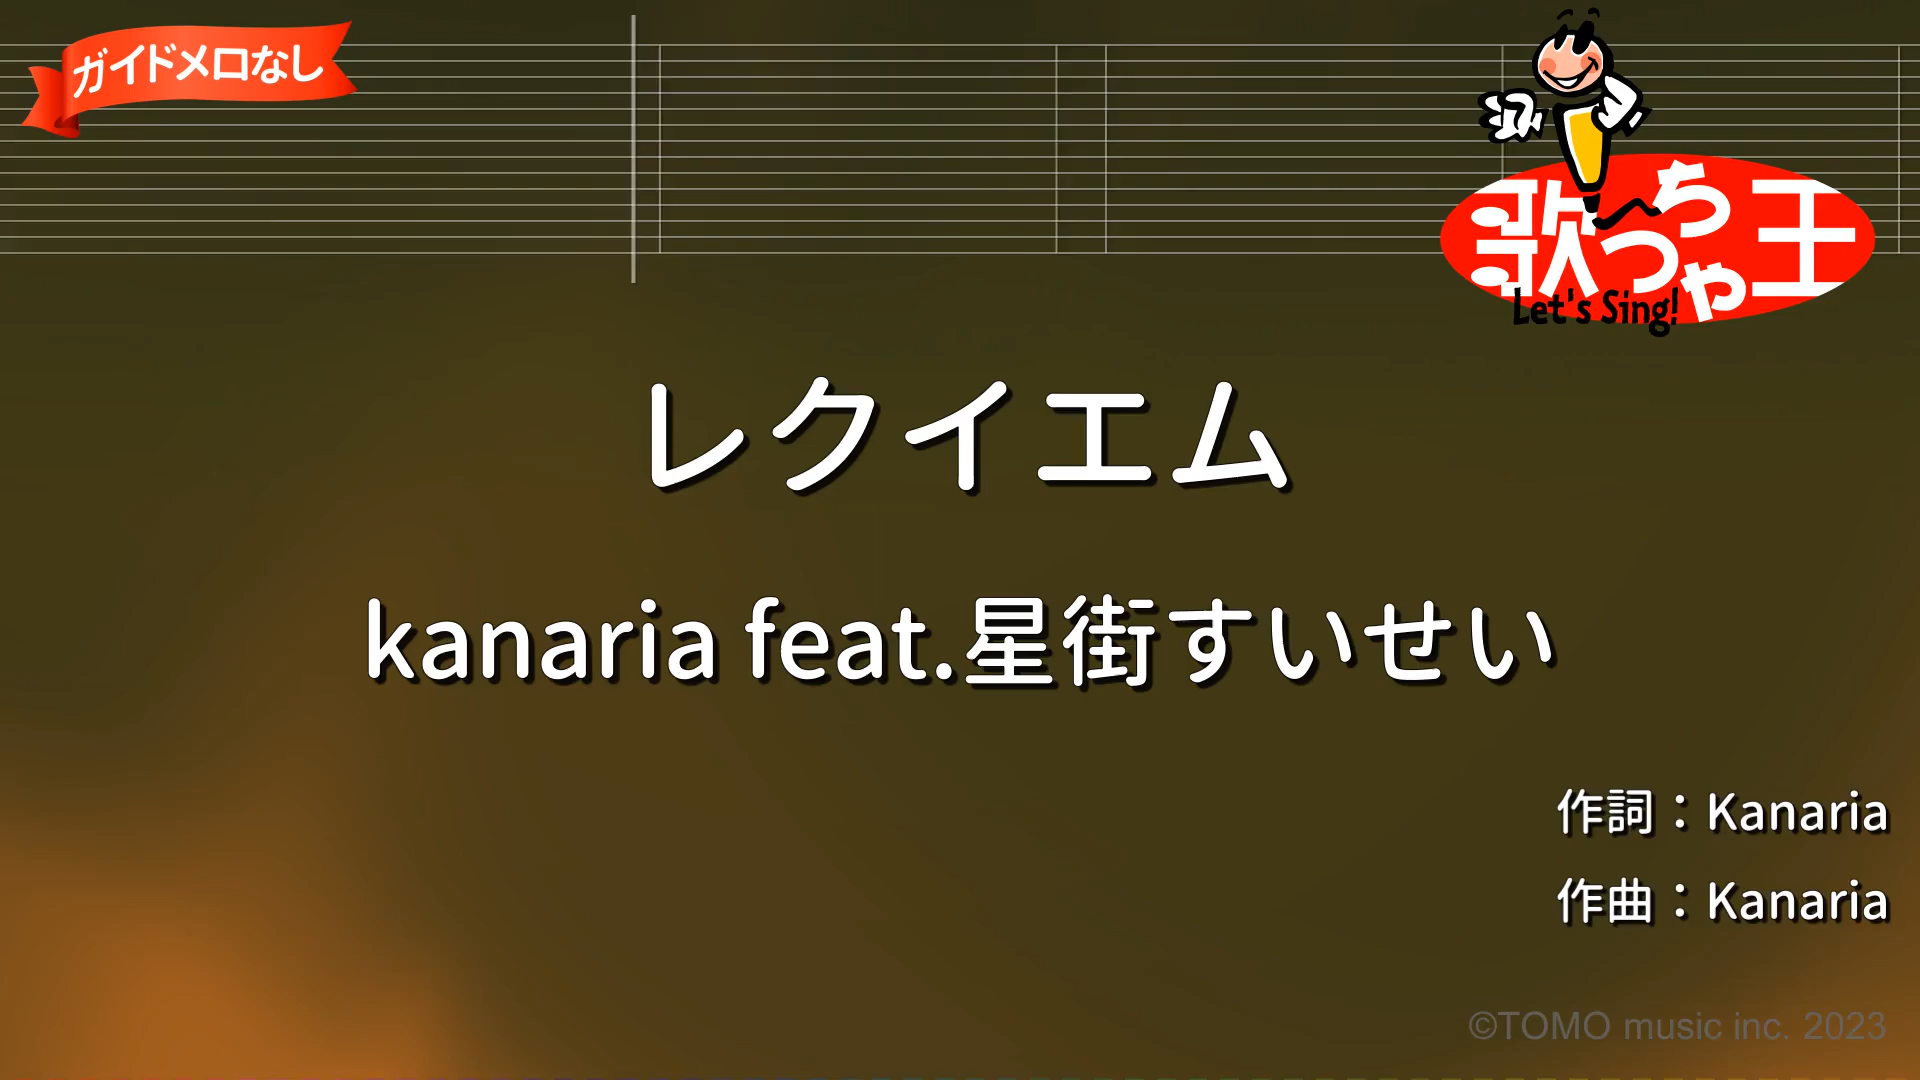 ガイドメロなし
歌っちゃ王
Let's Sing!
レクイエム
kanaria feat.星街すいせい
作詞：Kanaria
作曲：Kanaria
©TOMO music inc. 2023